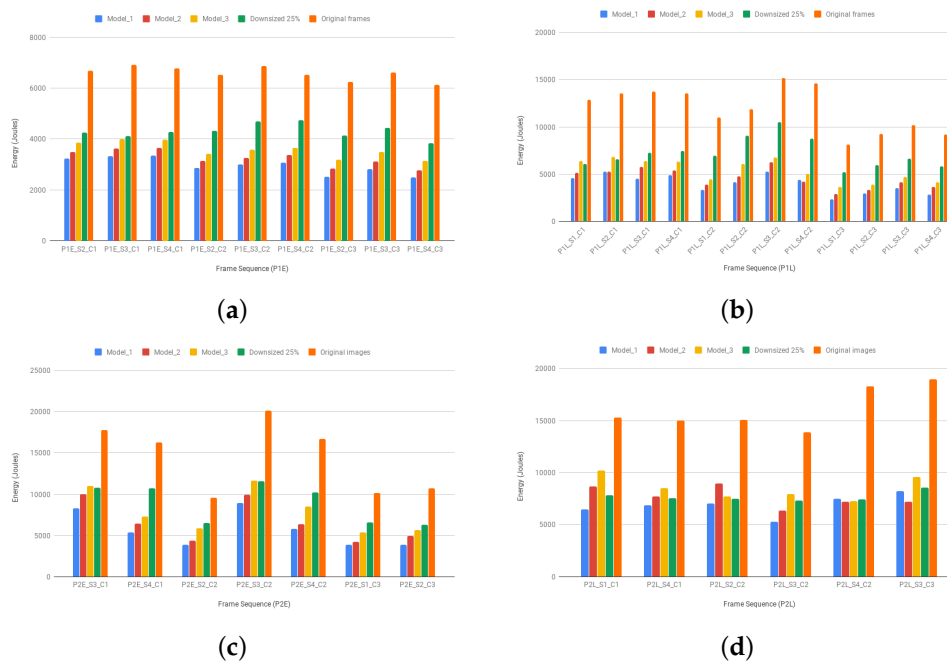 (a)
Model_1 Model_2 Model_3 Downsized 25% Original frames
8000
6000
4000
2000
0
Energy (Joules)
P1E_S2_C1 P1E_S3_C1 P1E_S4_C1 P1E_S2_C2 P1E_S3_C2 P1E_S4_C2 P1E_S2_C3 P1E_S3_C3 P1E_S4_C3
Frame Sequence (P1E)
(a)
Model_1 Model_2 Model_3 Downsized 25% Original frames
20000
15000
10000
5000
0
Energy (Joules)
P1L_S1_C1 P1L_S2_C1 P1L_S3_C1 P1L_S4_C1 P1L_S1_C2 P1L_S2_C2 P1L_S3_C2 P1L_S4_C2 P1L_S1_C3 P1L_S2_C3 P1L_S3_C3 P1L_S4_C3
Frame Sequence (P1L)
(b)
Model_1 Model_2 Model_3 Downsized 25% Original images
25000
20000
15000
10000
5000
0
Energy (Joules)
P2E_S3_C1 P2E_S4_C1 P2E_S2_C2 P2E_S3_C2 P2E_S4_C2 P2E_S1_C3 P2E_S2_C3
Frame Sequence (P2E)
(c)
Model_1 Model_2 Model_3 Downsized 25% Original images
20000
15000
10000
5000
0
Energy (Joules)
P2L_S1_C1 P2L_S4_C1 P2L_S2_C2 P2L_S3_C2 P2L_S4_C2 P2L_S3_C3
Frame Sequence (P2L)
(d)